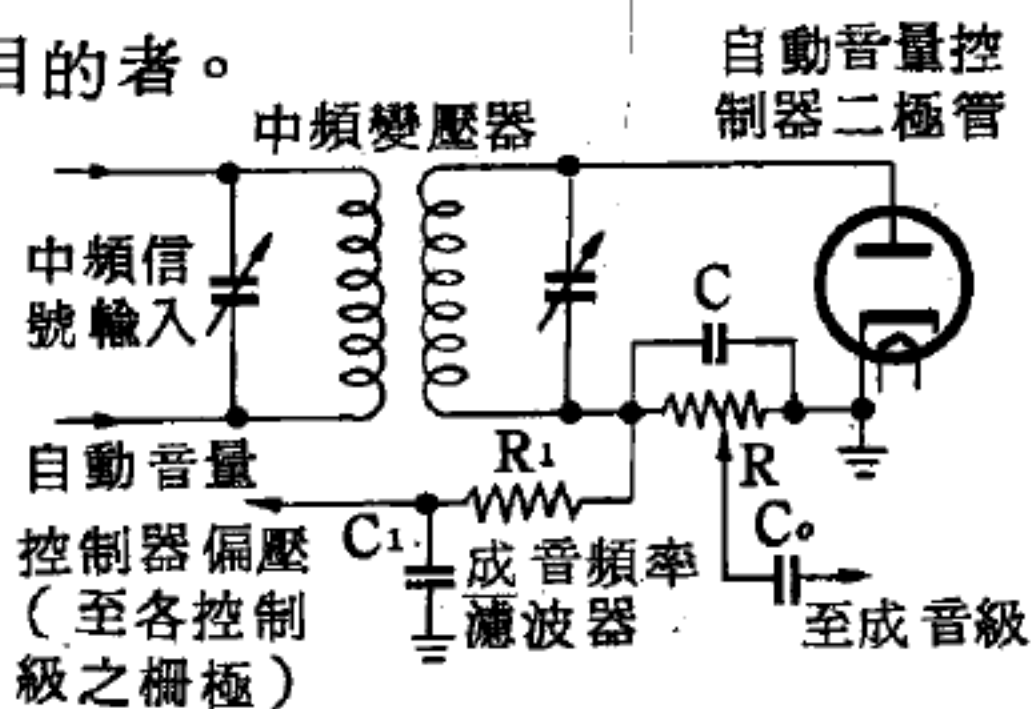 目的者。
自動音量控
制器二極管
中頻變壓器
中頻信
號輸入
C
R
R₁
自動音量
控制器偏壓
（至各控制
級之柵極）
C₁
成音頻率
濾波器
Cₒ
至成音級